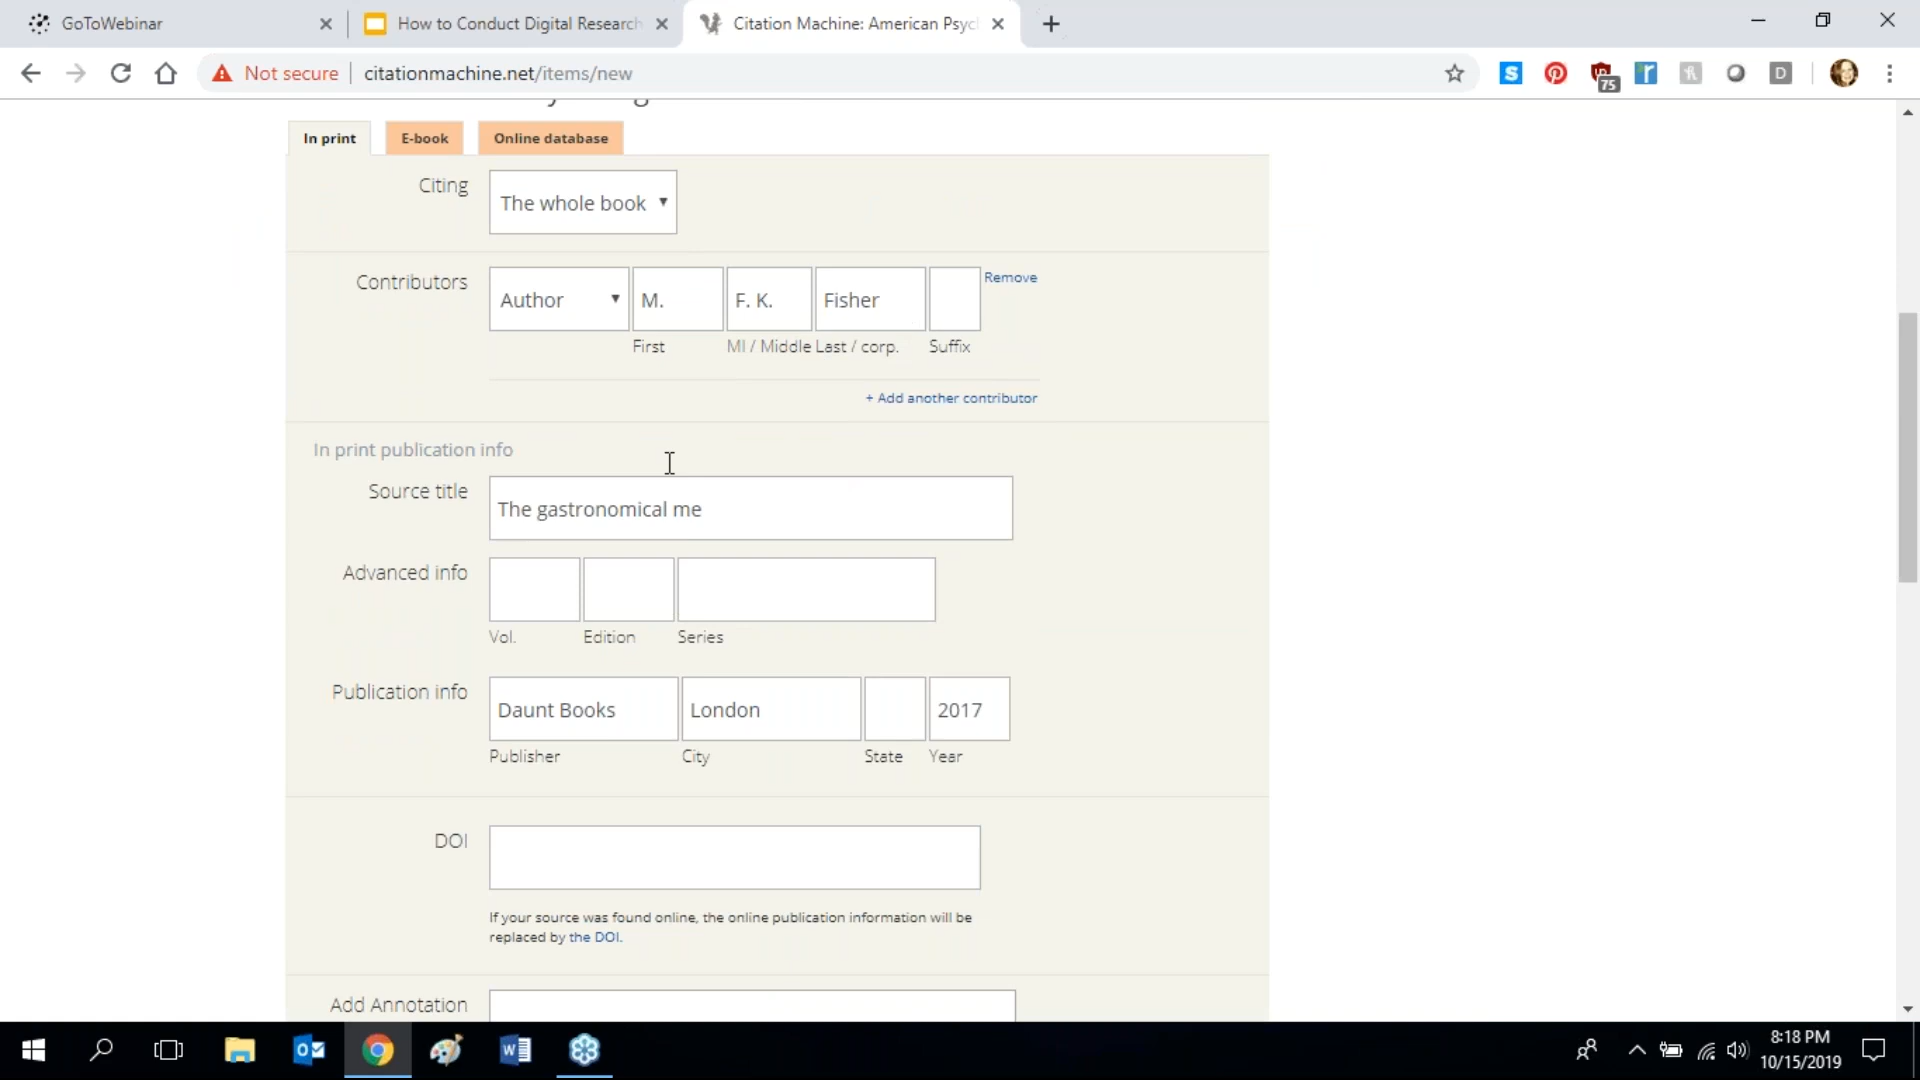 GoToWebinar
How to Conduct Digital Research
Citation Machine: American Psyc
Not secure
citationmachine.net/items/new
75
In print
E-book
Online database
Citing
The whole book
Contributors
Author
M.
F. K.
Fisher
Remove
First
MI / Middle
Last / corp.
Suffix
+ Add another contributor
In print publication info
Source title
The gastronomical me
Advanced info
Vol.
Edition
Series
Publication info
Daunt Books
London
2017
Publisher
City
State
Year
DOI
If your source was found online, the online publication information will be
replaced by the DOI.
Add Annotation
8:18 PM
10/15/2019